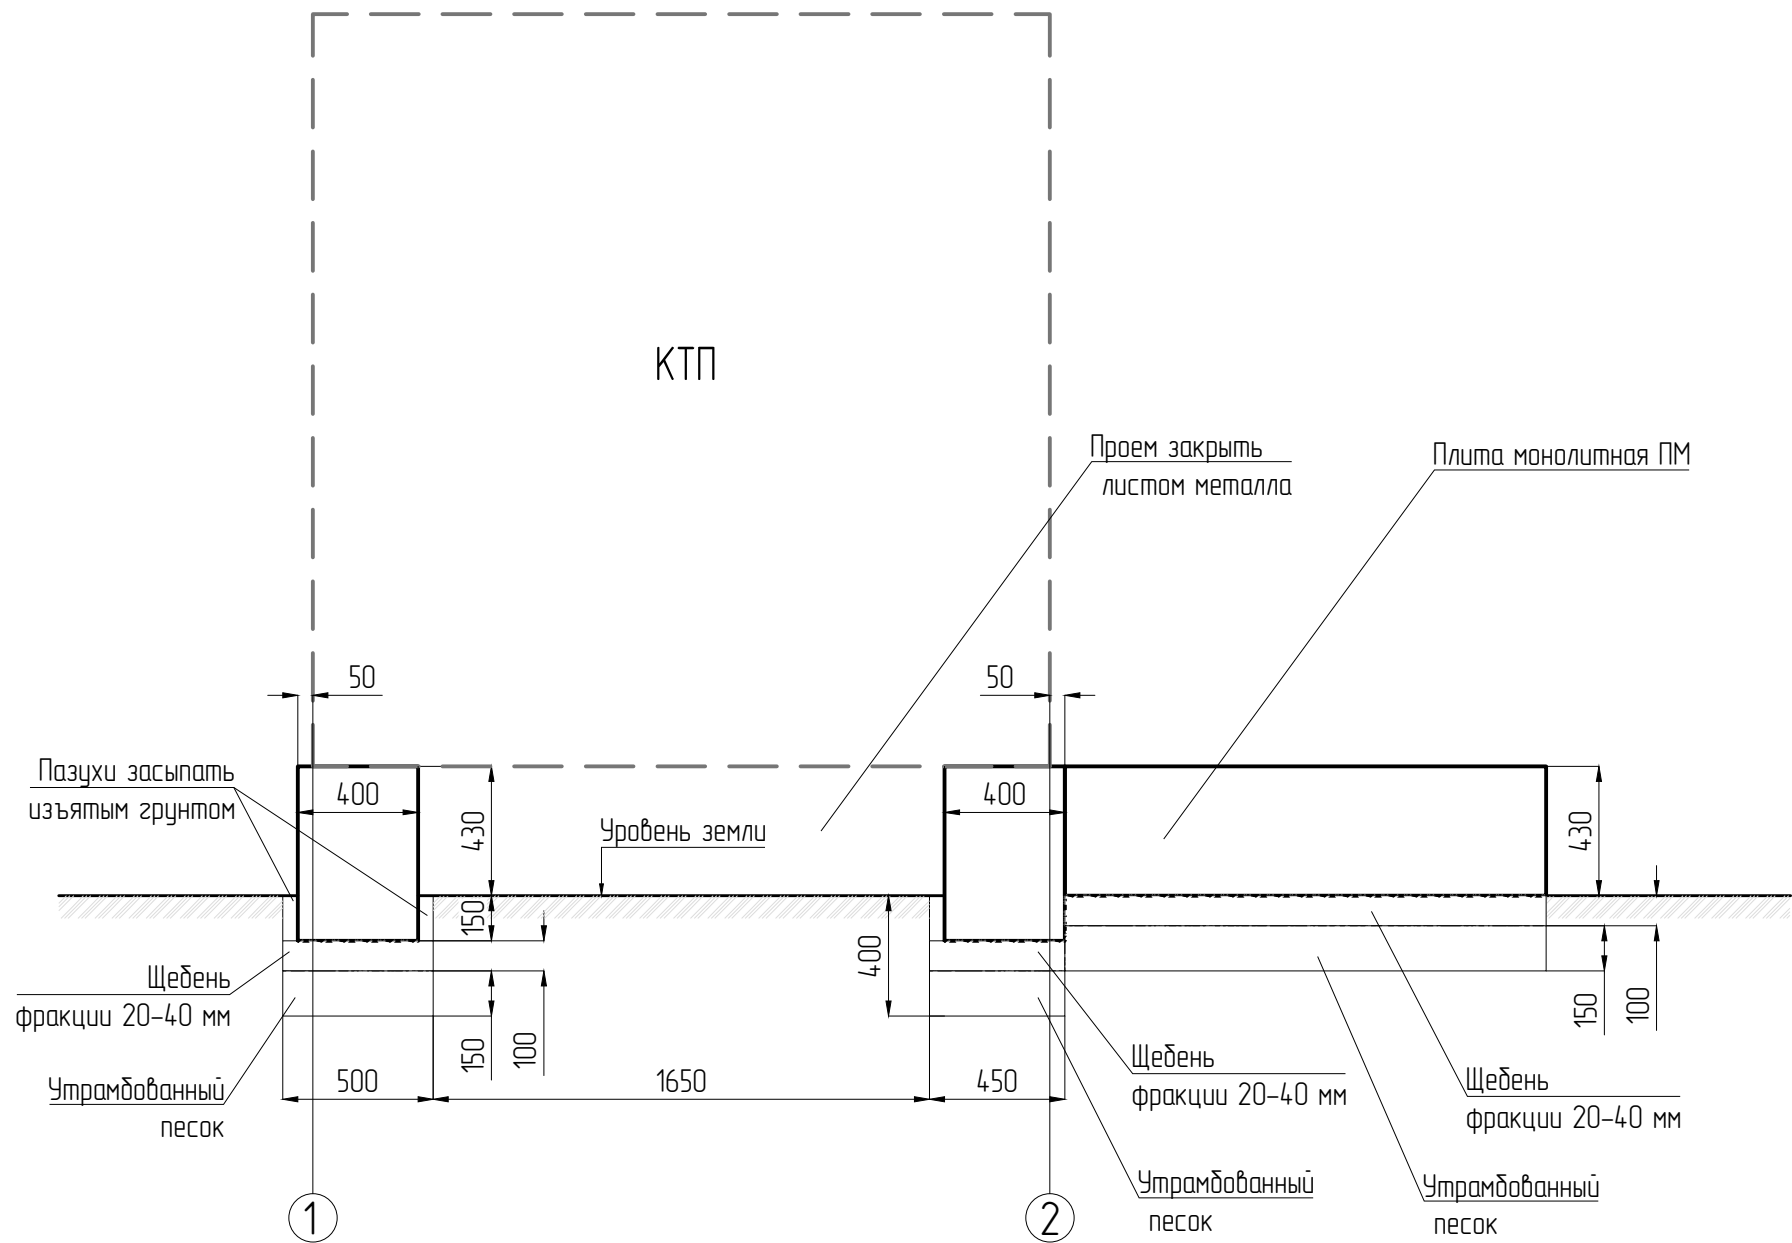 КТП
Проем закрыть
листом металла
Плита монолитная ПМ
50
50
Пазухи засыпать
изъятым грунтом
400
430
Уровень земли
400
430
150
400
Щебень
фракции 20-40 мм
150
100
150
100
Утрамбованный
песок
500
1650
450
Щебень
фракции 20-40 мм
Щебень
фракции 20-40 мм
Утрамбованный
песок
Утрамбованный
песок
1
2